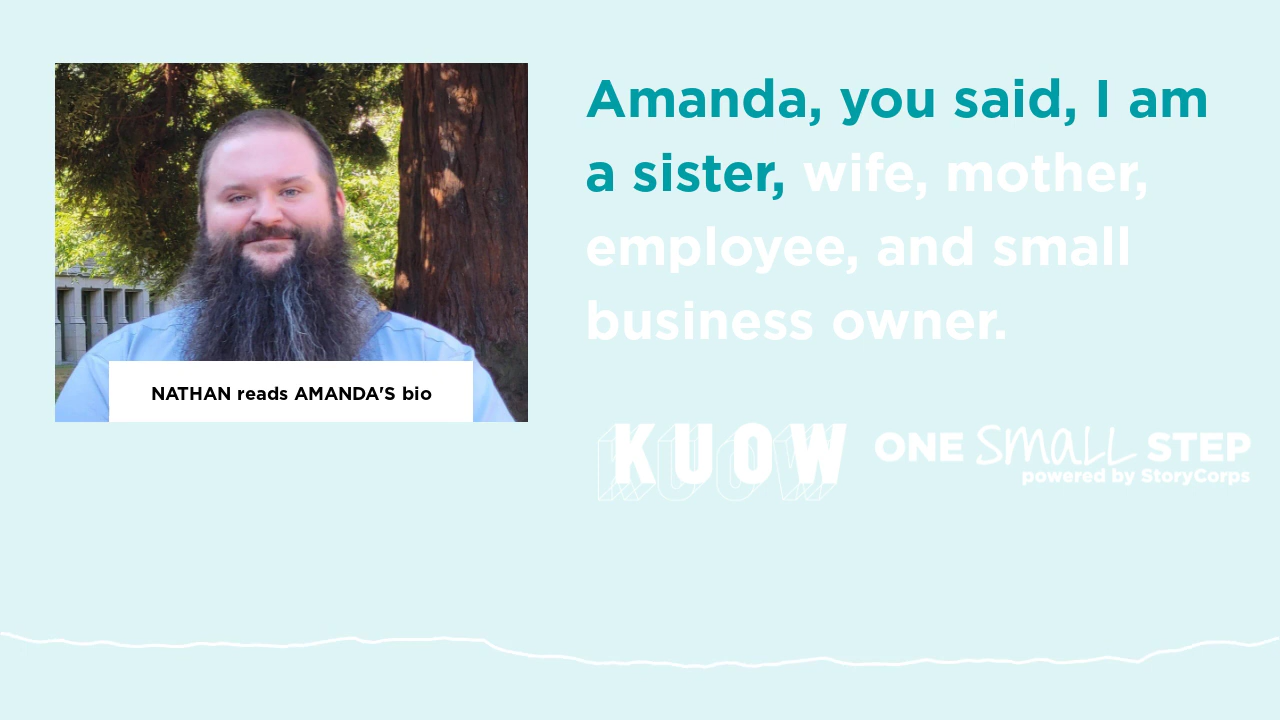 Amanda, you said, I am
a sister, wife, mother,
employee, and small
business owner.
NATHAN reads AMANDA'S bio
KUOW
ONE SMALL STEP
powered by StoryCorps